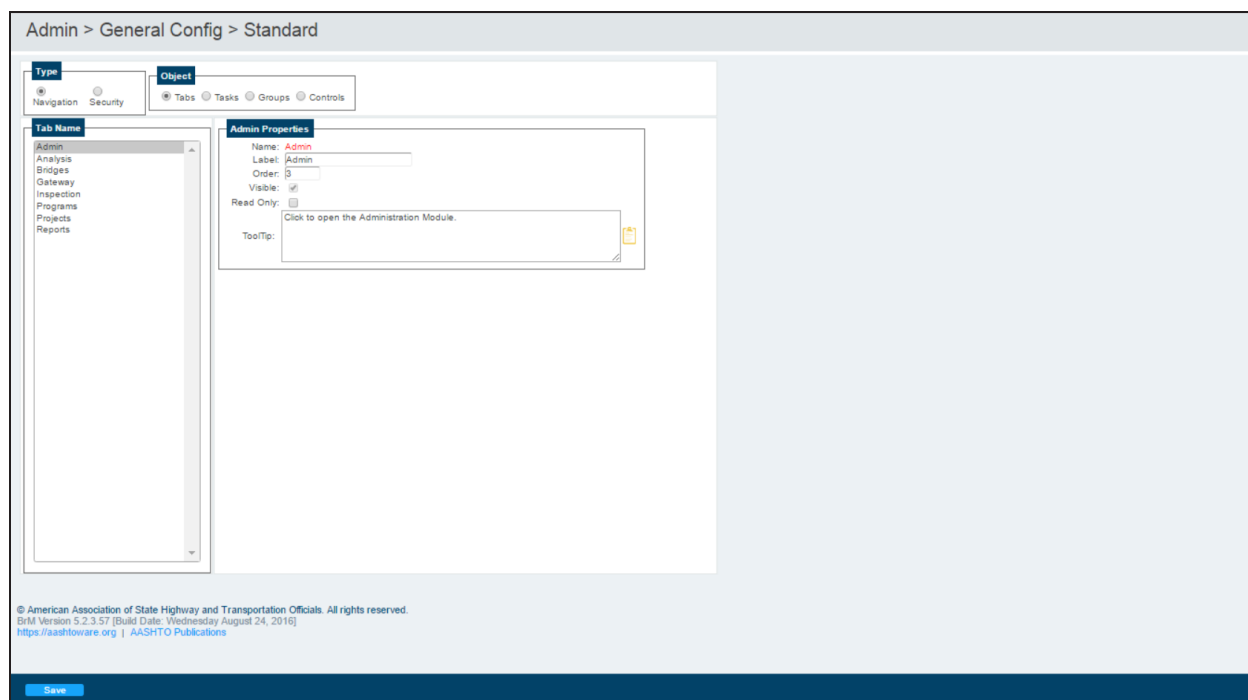 Admin > General Config > Standard
Type
Object
Navigation Security
Tabs Tasks Groups Controls
Tab Name
Admin
Analysis
Bridges
Gateway
Inspection
Programs
Projects
Reports
Admin Properties
Name: Admin
Label: Admin
Order: 3
Visible:
Read Only:
ToolTip: Click to open the Administration Module.
© American Association of State Highway and Transportation Officials. All rights reserved.
BrM Version 5.2.3.57 [Build Date: Wednesday August 24, 2016]
https://aashtoware.org | AASHTO Publications
Save